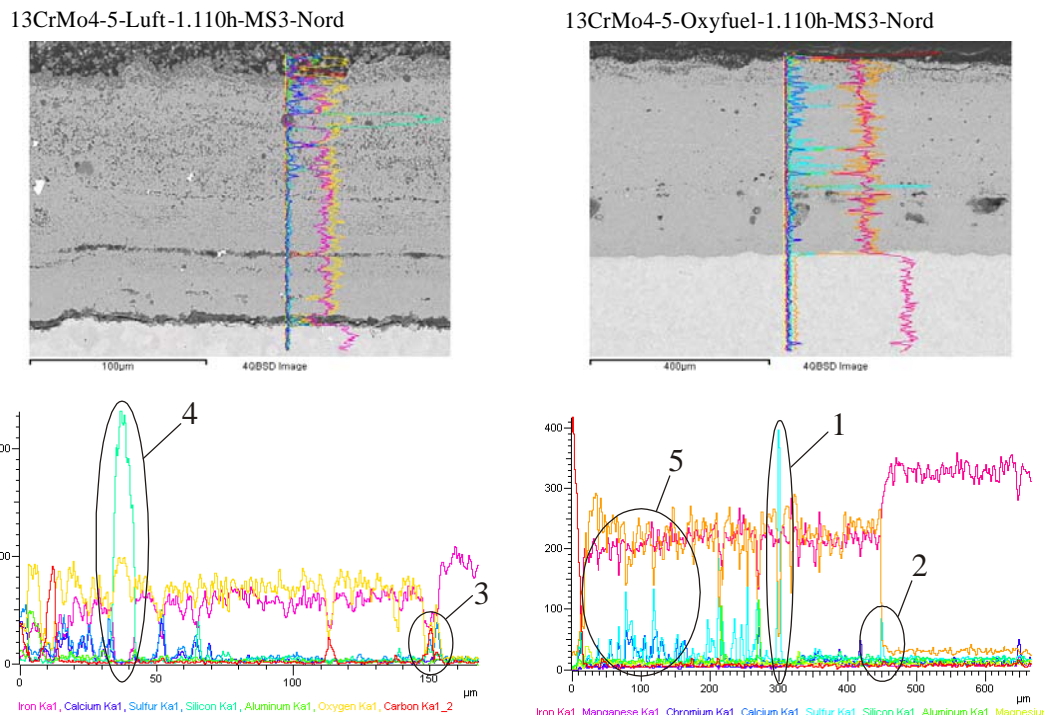 13CrMo4-5-Luft-1.110h-MS3-Nord
13CrMo4-5-Oxyfuel-1.110h-MS3-Nord
100µm 4QBSD Image
400µm 4QBSD Image
4
3
0
0 50 100
µm
Iron Ka1, Calcium Ka1, Sulfur Ka1, Silicon Ka1, Aluminum Ka1, Oxygen Ka1, Carbon Ka1_2
1
5
2
400
300
200
100
0
0 100 200 300 400 500 600
µm
Iron Ka1, Manganese Ka1, Chromium Ka1, Calcium Ka1, Sulfur Ka1, Silicon Ka1, Aluminum Ka1, Magnesium